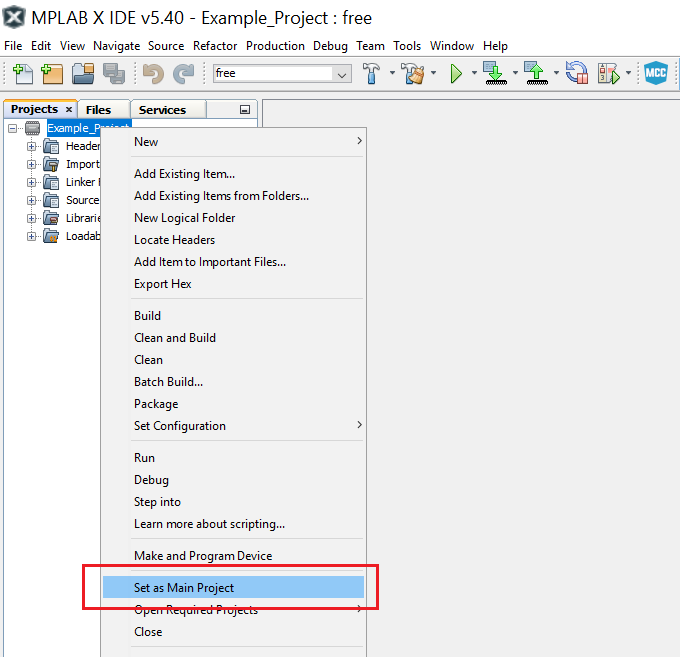 MPLAB X IDE v5.40 - Example_Project : free
File Edit View Navigate Source Refactor Production Debug Team Tools Window Help
free
MCC
Projects × Files Services
Example_Project
Header
Import
Linker
Source
Librarie
Loadab
New
Add Existing Item...
Add Existing Items from Folders...
New Logical Folder
Locate Headers
Add Item to Important Files...
Export Hex
Build
Clean and Build
Clean
Batch Build...
Package
Set Configuration
Run
Debug
Step into
Learn more about scripting...
Make and Program Device
Set as Main Project
Open Required Projects
Close